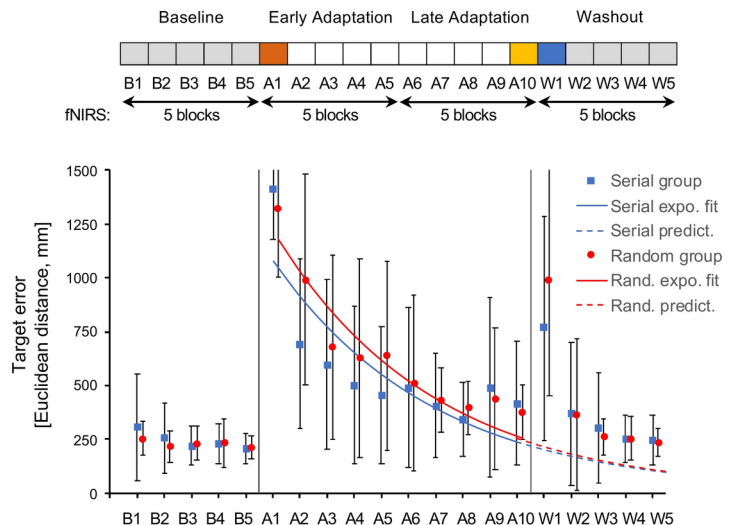 Baseline Early Adaptation Late Adaptation Washout
B1 B2 B3 B4 B5 A1 A2 A3 A4 A5 A6 A7 A8 A9 A10 W1 W2 W3 W4 W5
fNIRS: 5 blocks 5 blocks 5 blocks 5 blocks
Target error
[Euclidean distance, mm]
1500
1250
1000
750
500
250
0
Serial group
Serial expo. fit
Serial predict.
Random group
Rand. expo. fit
Rand. predict.
B1 B2 B3 B4 B5 A1 A2 A3 A4 A5 A6 A7 A8 A9 A10 W1 W2 W3 W4 W5